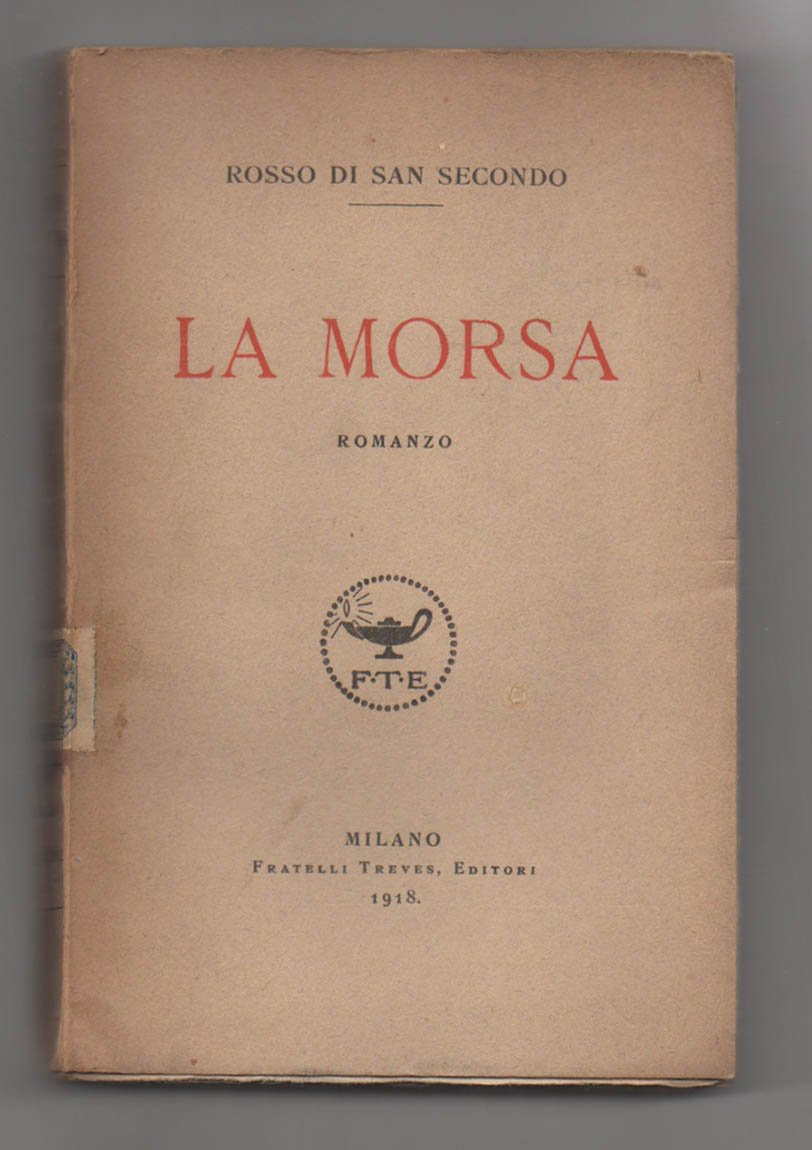 ROSSO DI SAN SECONDO
LA MORSA
ROMANZO
F·T·E
MILANO
FRATELLI TREVES, EDITORI
1918.